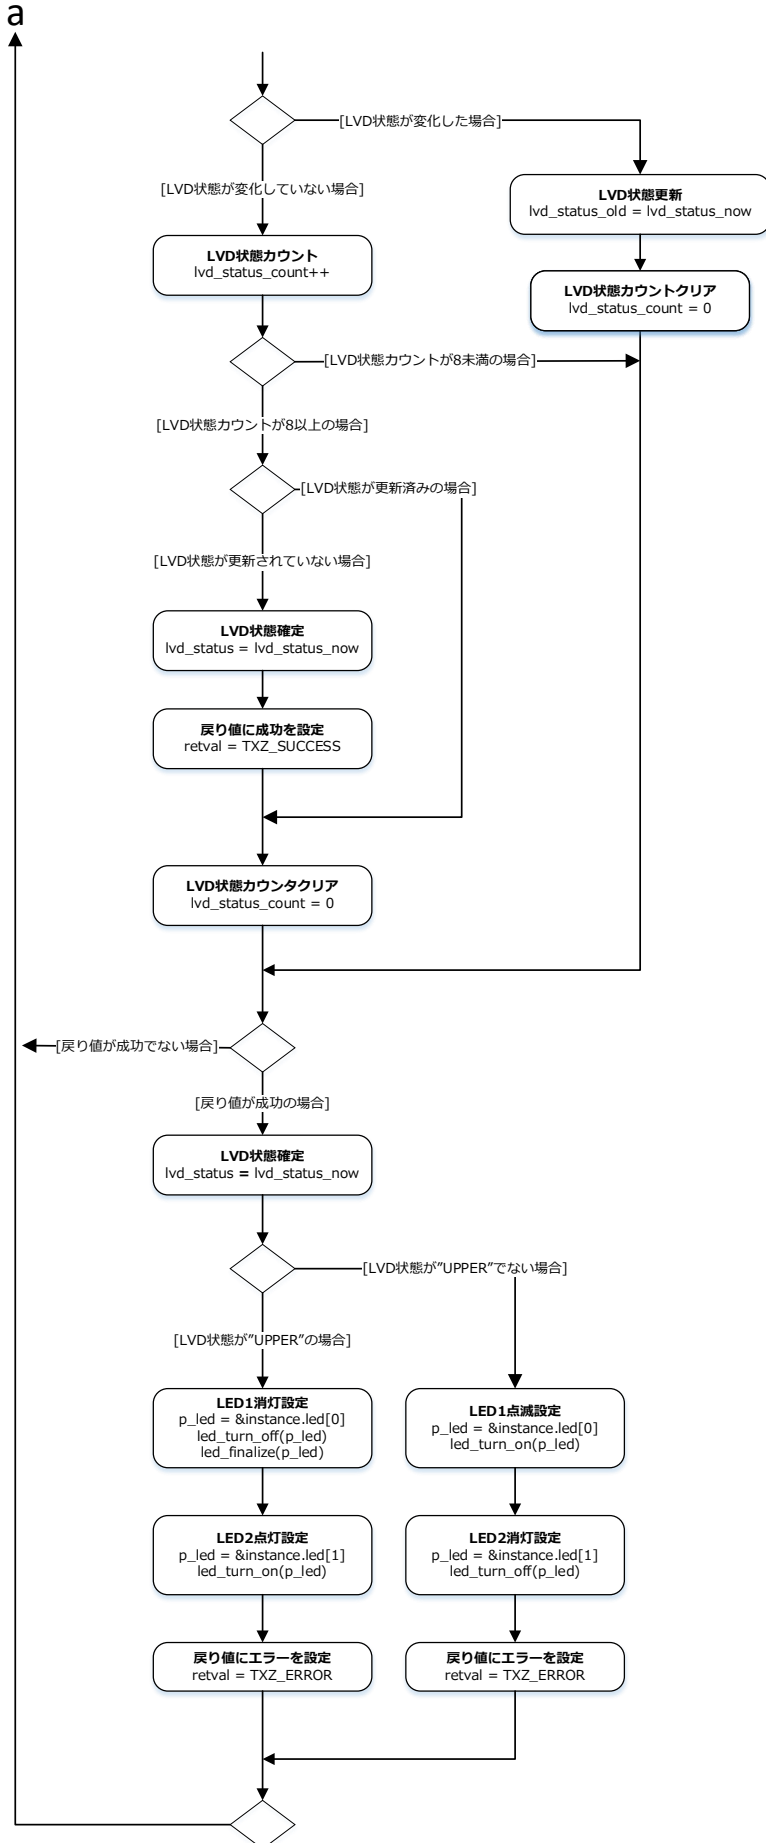 a
[LVD状態が変化した場合]
[LVD状態が変化していない場合]
LVD状態更新
lvd_status_old = lvd_status_now
LVD状態カウント
lvd_status_count++
LVD状態カウントクリア
lvd_status_count = 0
[LVD状態カウントが8未満の場合]
[LVD状態カウントが8以上の場合]
[LVD状態が更新済みの場合]
[LVD状態が更新されていない場合]
LVD状態確定
lvd_status = lvd_status_now
戻り値に成功を設定
retval = TXZ_SUCCESS
LVD状態カウンタクリア
lvd_status_count = 0
[戻り値が成功でない場合]
[戻り値が成功の場合]
LVD状態確定
lvd_status = lvd_status_now
[LVD状態が”UPPER”でない場合]
[LVD状態が”UPPER”の場合]
LED1消灯設定
p_led = &instance.led[0]
led_turn_off(p_led)
led_finalize(p_led)
LED1点滅設定
p_led = &instance.led[0]
led_turn_on(p_led)
LED2点灯設定
p_led = &instance.led[1]
led_turn_on(p_led)
LED2消灯設定
p_led = &instance.led[1]
led_turn_off(p_led)
戻り値にエラーを設定
retval = TXZ_ERROR
戻り値にエラーを設定
retval = TXZ_ERROR